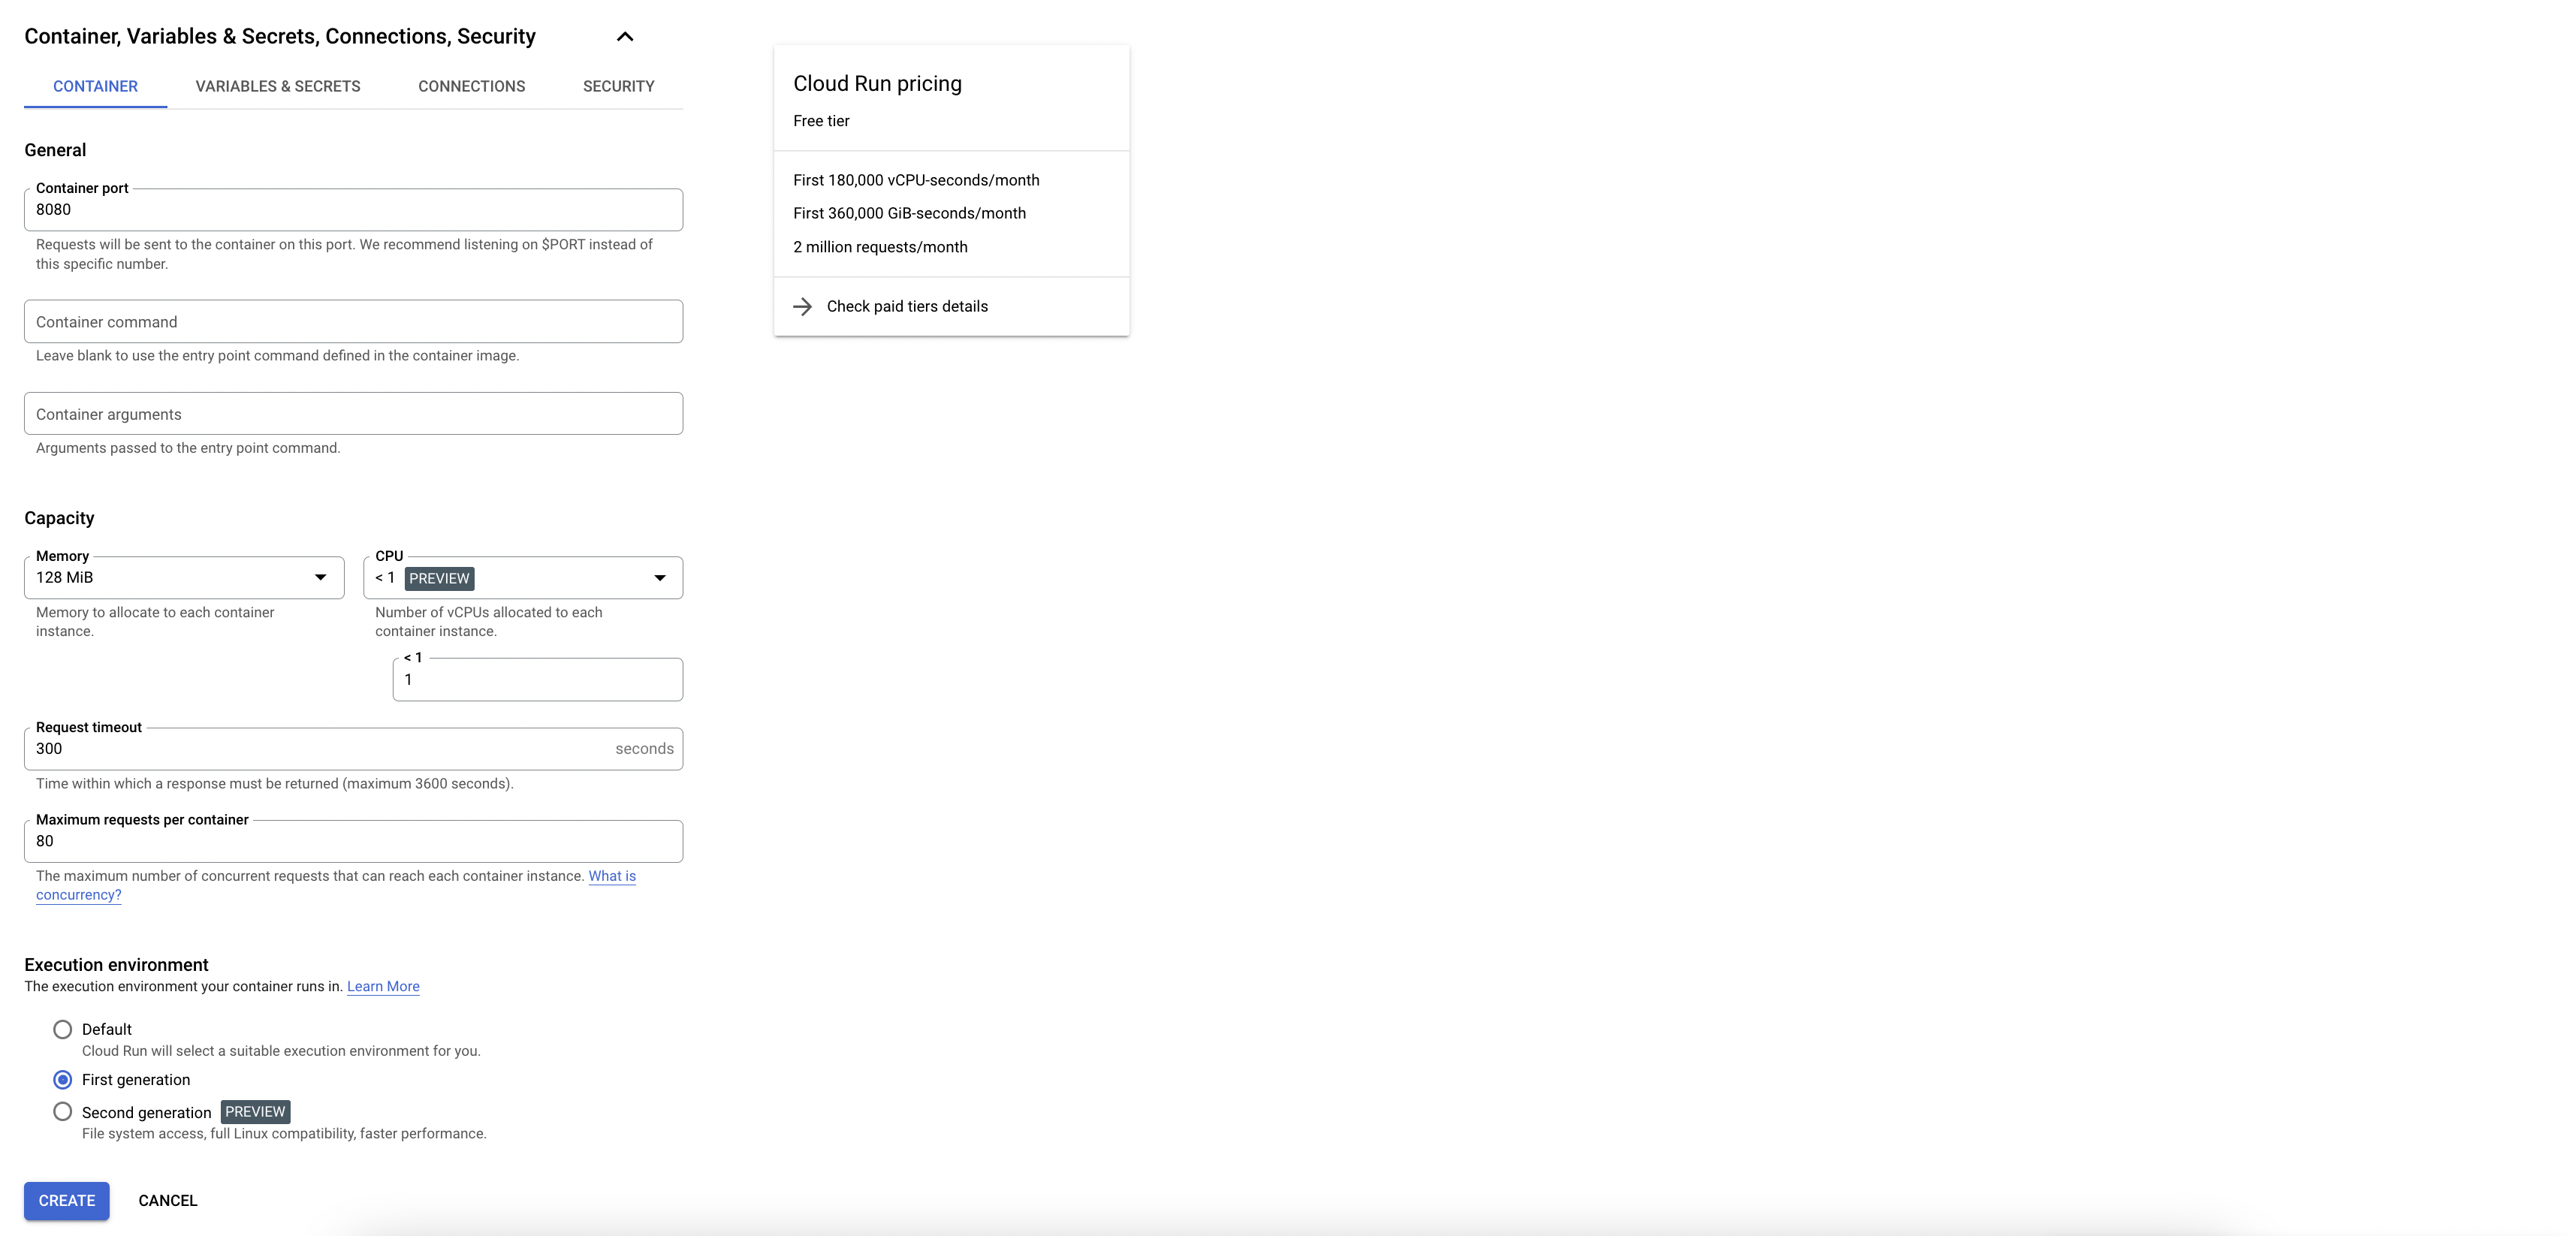 Container, Variables & Secrets, Connections, Security
CONTAINER VARIABLES & SECRETS CONNECTIONS SECURITY
General
Container port
8080
Requests will be sent to the container on this port. We recommend listening on $PORT instead of
this specific number.
Container command
Leave blank to use the entry point command defined in the container image.
Container arguments
Arguments passed to the entry point command.
Capacity
Memory
128 MiB
Memory to allocate to each container
instance.
CPU
< 1 PREVIEW
Number of vCPUs allocated to each
container instance.
< 1
1
Request timeout
300 seconds
Time within which a response must be returned (maximum 3600 seconds).
Maximum requests per container
80
The maximum number of concurrent requests that can reach each container instance. What is
concurrency?
Execution environment
The execution environment your container runs in. Learn More
Default
Cloud Run will select a suitable execution environment for you.
First generation
Second generation PREVIEW
File system access, full Linux compatibility, faster performance.
CREATE CANCEL
Cloud Run pricing
Free tier
First 180,000 vCPU-seconds/month
First 360,000 GiB-seconds/month
2 million requests/month
Check paid tiers details